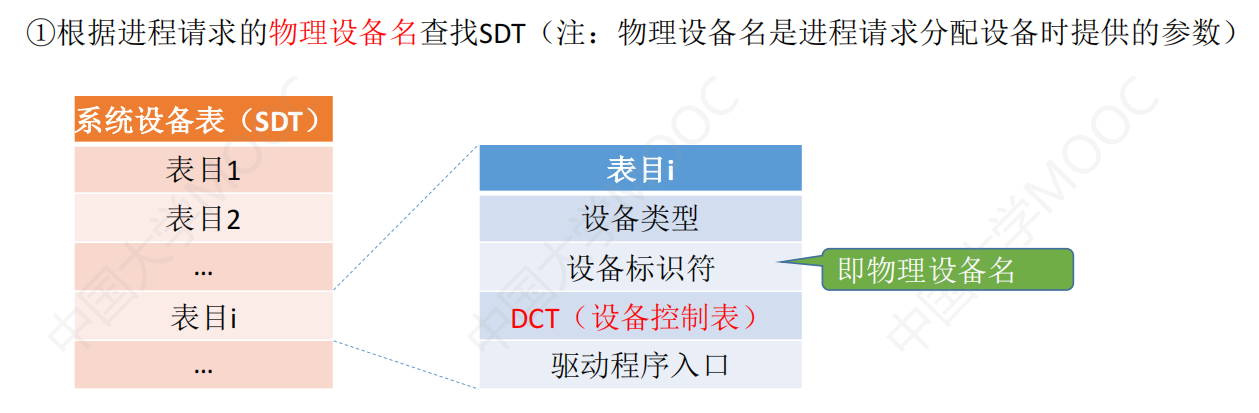 ①根据进程请求的物理设备名查找SDT（注：物理设备名是进程请求分配设备时提供的参数）
系统设备表（SDT）
表目1
表目2
...
表目i
...
表目i
设备类型
设备标识符
DCT（设备控制表）
驱动程序入口
即物理设备名
中国大学MOOC
中国大学MOOC
中国大学MOOC